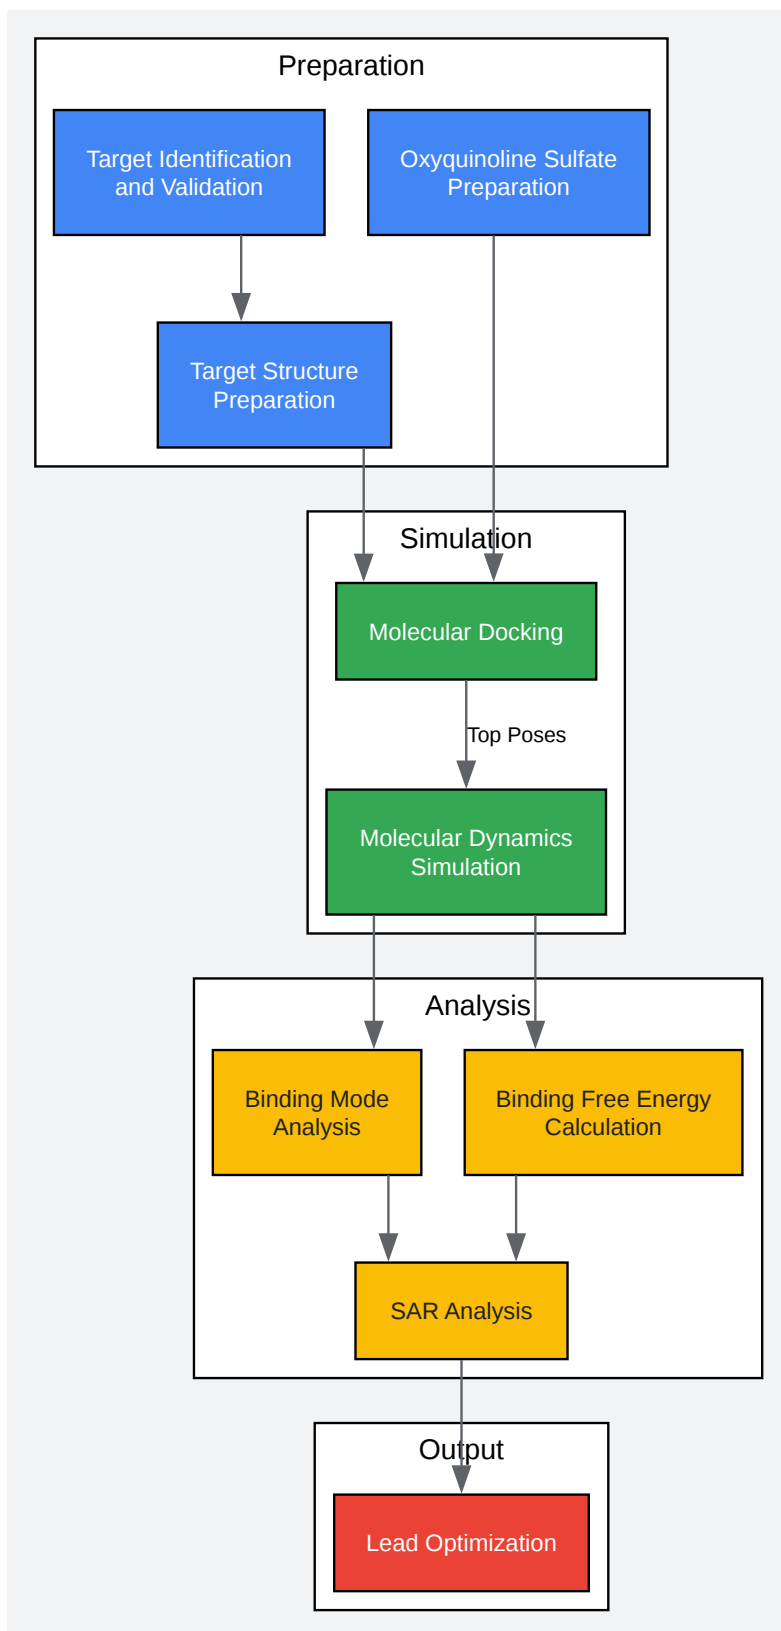 Preparation
Target Identification
and Validation
Oxyquinoline Sulfate
Preparation
Target Structure
Preparation
Simulation
Molecular Docking
Top Poses
Molecular Dynamics
Simulation
Analysis
Binding Mode
Analysis
Binding Free Energy
Calculation
SAR Analysis
Output
Lead Optimization